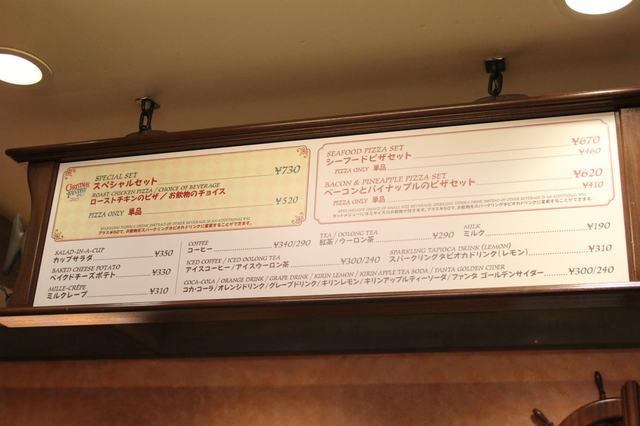 Christmas
Fantasy
2015
SPECIAL SET
スペシャルセット ¥730
ROAST CHICKEN PIZZA / CHOICE OF BEVERAGE
ローストチキンのピザ / お飲物のチョイス
PIZZA ONLY 単品 ¥520
SEAFOOD PIZZA SET ¥670
シーフードピザセット
PIZZA ONLY 単品 ¥460
BACON & PINEAPPLE PIZZA SET ¥620
ベーコンとパイナップルのピザセット
PIZZA ONLY 単品 ¥410
SALAD-IN-A-CUP
カップサラダ ¥350
BAKED CHEESE POTATO
ベイクドチーズポテト ¥330
MILLE-CRÊPE
ミルクレープ ¥310
COFFEE
コーヒー ¥340/290
TEA / OOLONG TEA
紅茶/ウーロン茶 ¥290
MILK
ミルク ¥190
ICED COFFEE / ICED OOLONG TEA
アイスコーヒー/アイスウーロン茶 ¥300/240
SPARKLING TAPIOCA DRINK (LEMON)
スパークリングタピオカドリンク(レモン) ¥310
COCA-COLA / ORANGE DRINK / GRAPE DRINK / KIRIN LEMON / KIRIN APPLE TEA SODA / FANTA GOLDEN CIDER
コカ・コーラ/オレンジドリンク/グレープドリンク/キリンレモン/キリンアップルティーソーダ/ファンタ ゴールデンサイダー ¥300/240